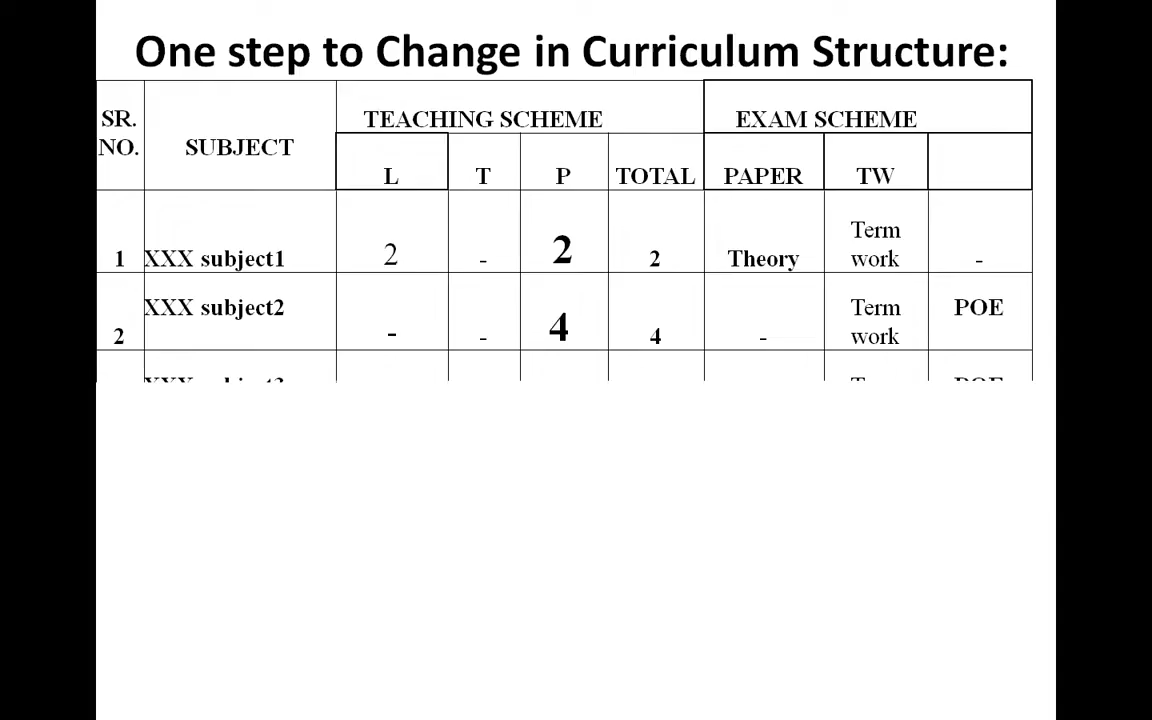 One step to Change in Curriculum Structure:
SR. NO. SUBJECT TEACHING SCHEME EXAM SCHEME
L T P TOTAL PAPER TW
1 XXX subject1 2 - 2 2 Theory Term work -
2 XXX subject2 - - 4 4 - Term work POE